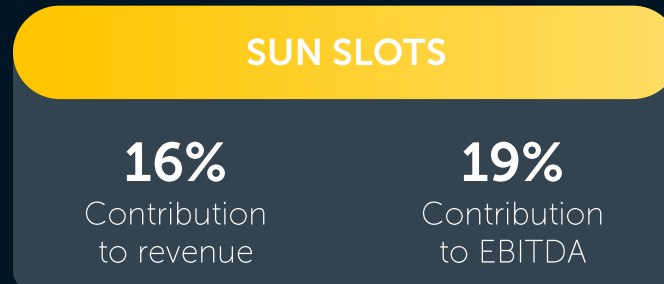 SUN SLOTS
16%
Contribution
to revenue
19%
Contribution
to EBITDA